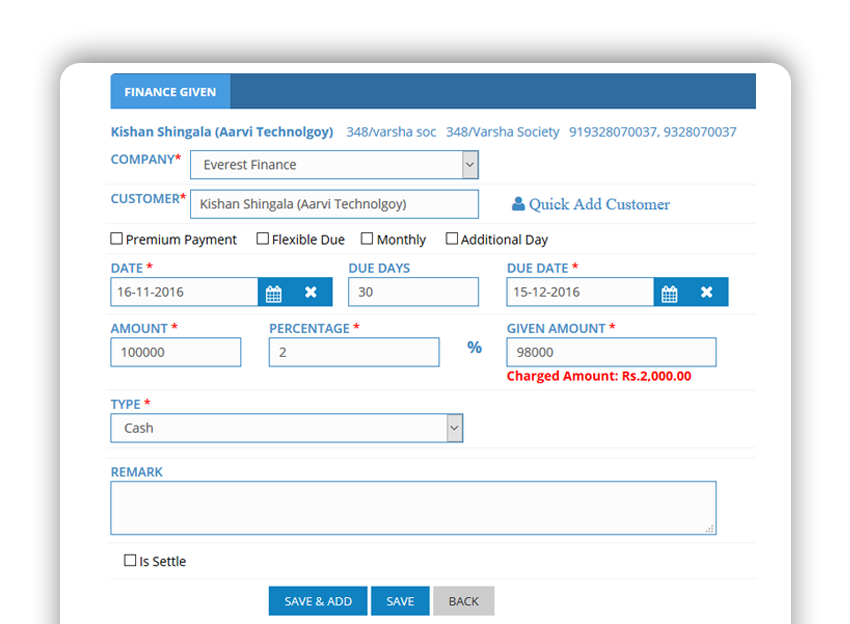 FINANCE GIVEN
Kishan Shingala (Aarvi Technolgoy) 348/varsha soc 348/Varsha Society 919328070037, 9328070037
COMPANY* Everest Finance
CUSTOMER* Kishan Shingala (Aarvi Technolgoy) Quick Add Customer
Premium Payment Flexible Due Monthly Additional Day
DATE * DUE DAYS DUE DATE *
16-11-2016 30 15-12-2016
AMOUNT * PERCENTAGE * GIVEN AMOUNT *
100000 2 % 98000
Charged Amount: Rs.2,000.00
TYPE *
Cash
REMARK
Is Settle
SAVE & ADD SAVE BACK